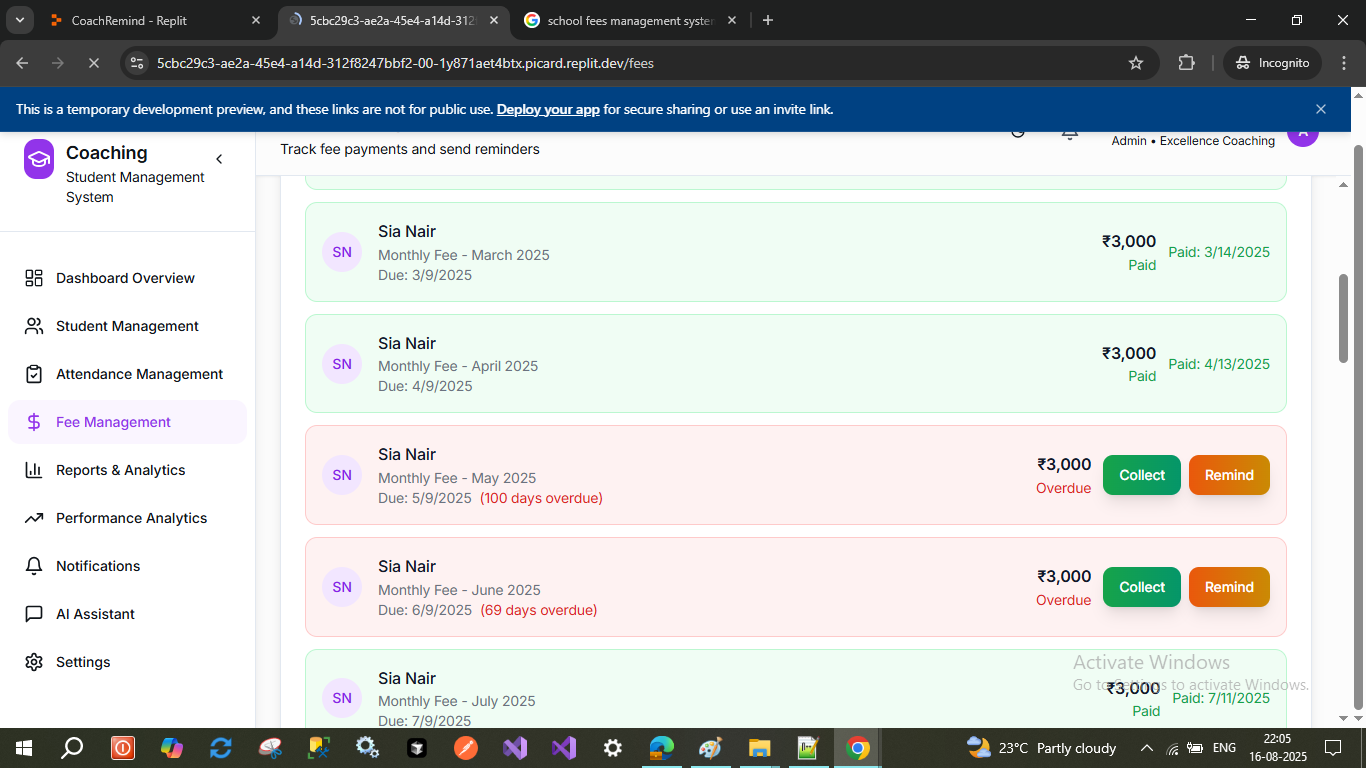 CoachRemind - Replit
5cbc29c3-ae2a-45e4-a14d-312
school fees management system
5cbc29c3-ae2a-45e4-a14d-312f8247bbf2-00-1y871aet4btx.picard.replit.dev/fees
Incognito
This is a temporary development preview, and these links are not for public use. Deploy your app for secure sharing or use an invite link.
Coaching
Student Management
System
Track fee payments and send reminders
Admin • Excellence Coaching
A
Dashboard Overview
Student Management
Attendance Management
Fee Management
Reports & Analytics
Performance Analytics
Notifications
AI Assistant
Settings
SN
Sia Nair
Monthly Fee - March 2025
Due: 3/9/2025
₹3,000
Paid
Paid: 3/14/2025
SN
Sia Nair
Monthly Fee - April 2025
Due: 4/9/2025
₹3,000
Paid
Paid: 4/13/2025
SN
Sia Nair
Monthly Fee - May 2025
Due: 5/9/2025 (100 days overdue)
₹3,000
Overdue
Collect
Remind
SN
Sia Nair
Monthly Fee - June 2025
Due: 6/9/2025 (69 days overdue)
₹3,000
Overdue
Collect
Remind
SN
Sia Nair
Monthly Fee - July 2025
Due: 7/9/2025
₹3,000
Paid
Paid: 7/11/2025
Activate Windows
Go to Settings to activate Windows.
23°C Partly cloudy
ENG
22:05
16-08-2025